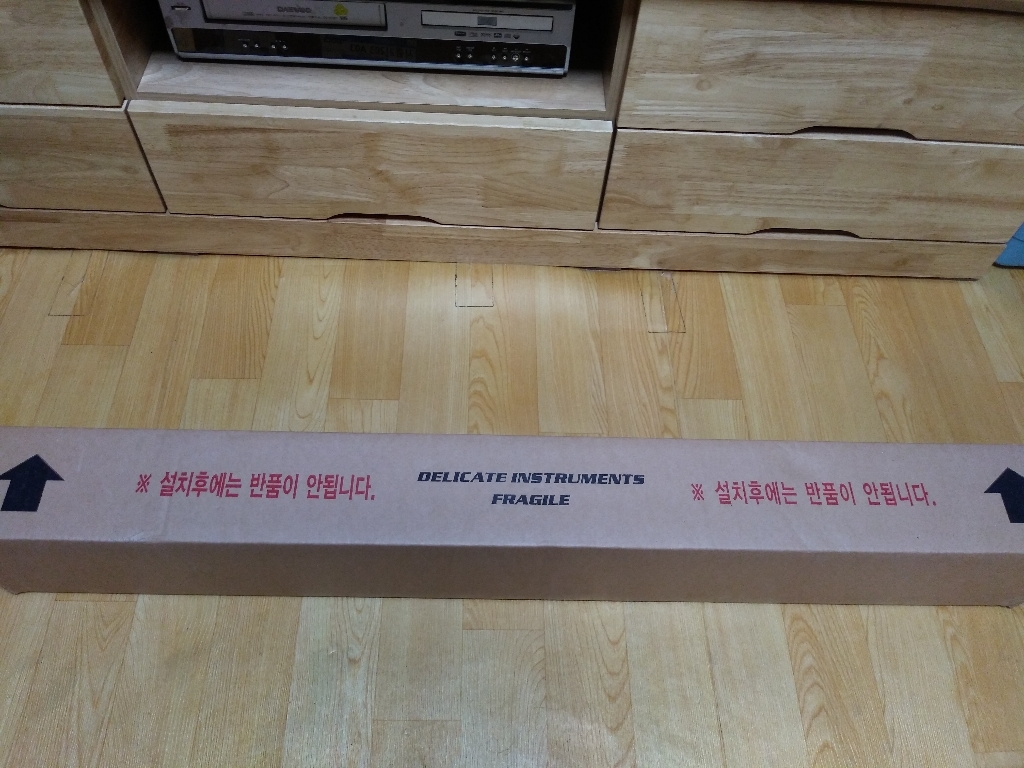 DAEWOO
※ 설치후에는 반품이 안됩니다.
DELICATE INSTRUMENTS
FRAGILE
※ 설치후에는 반품이 안됩니다.